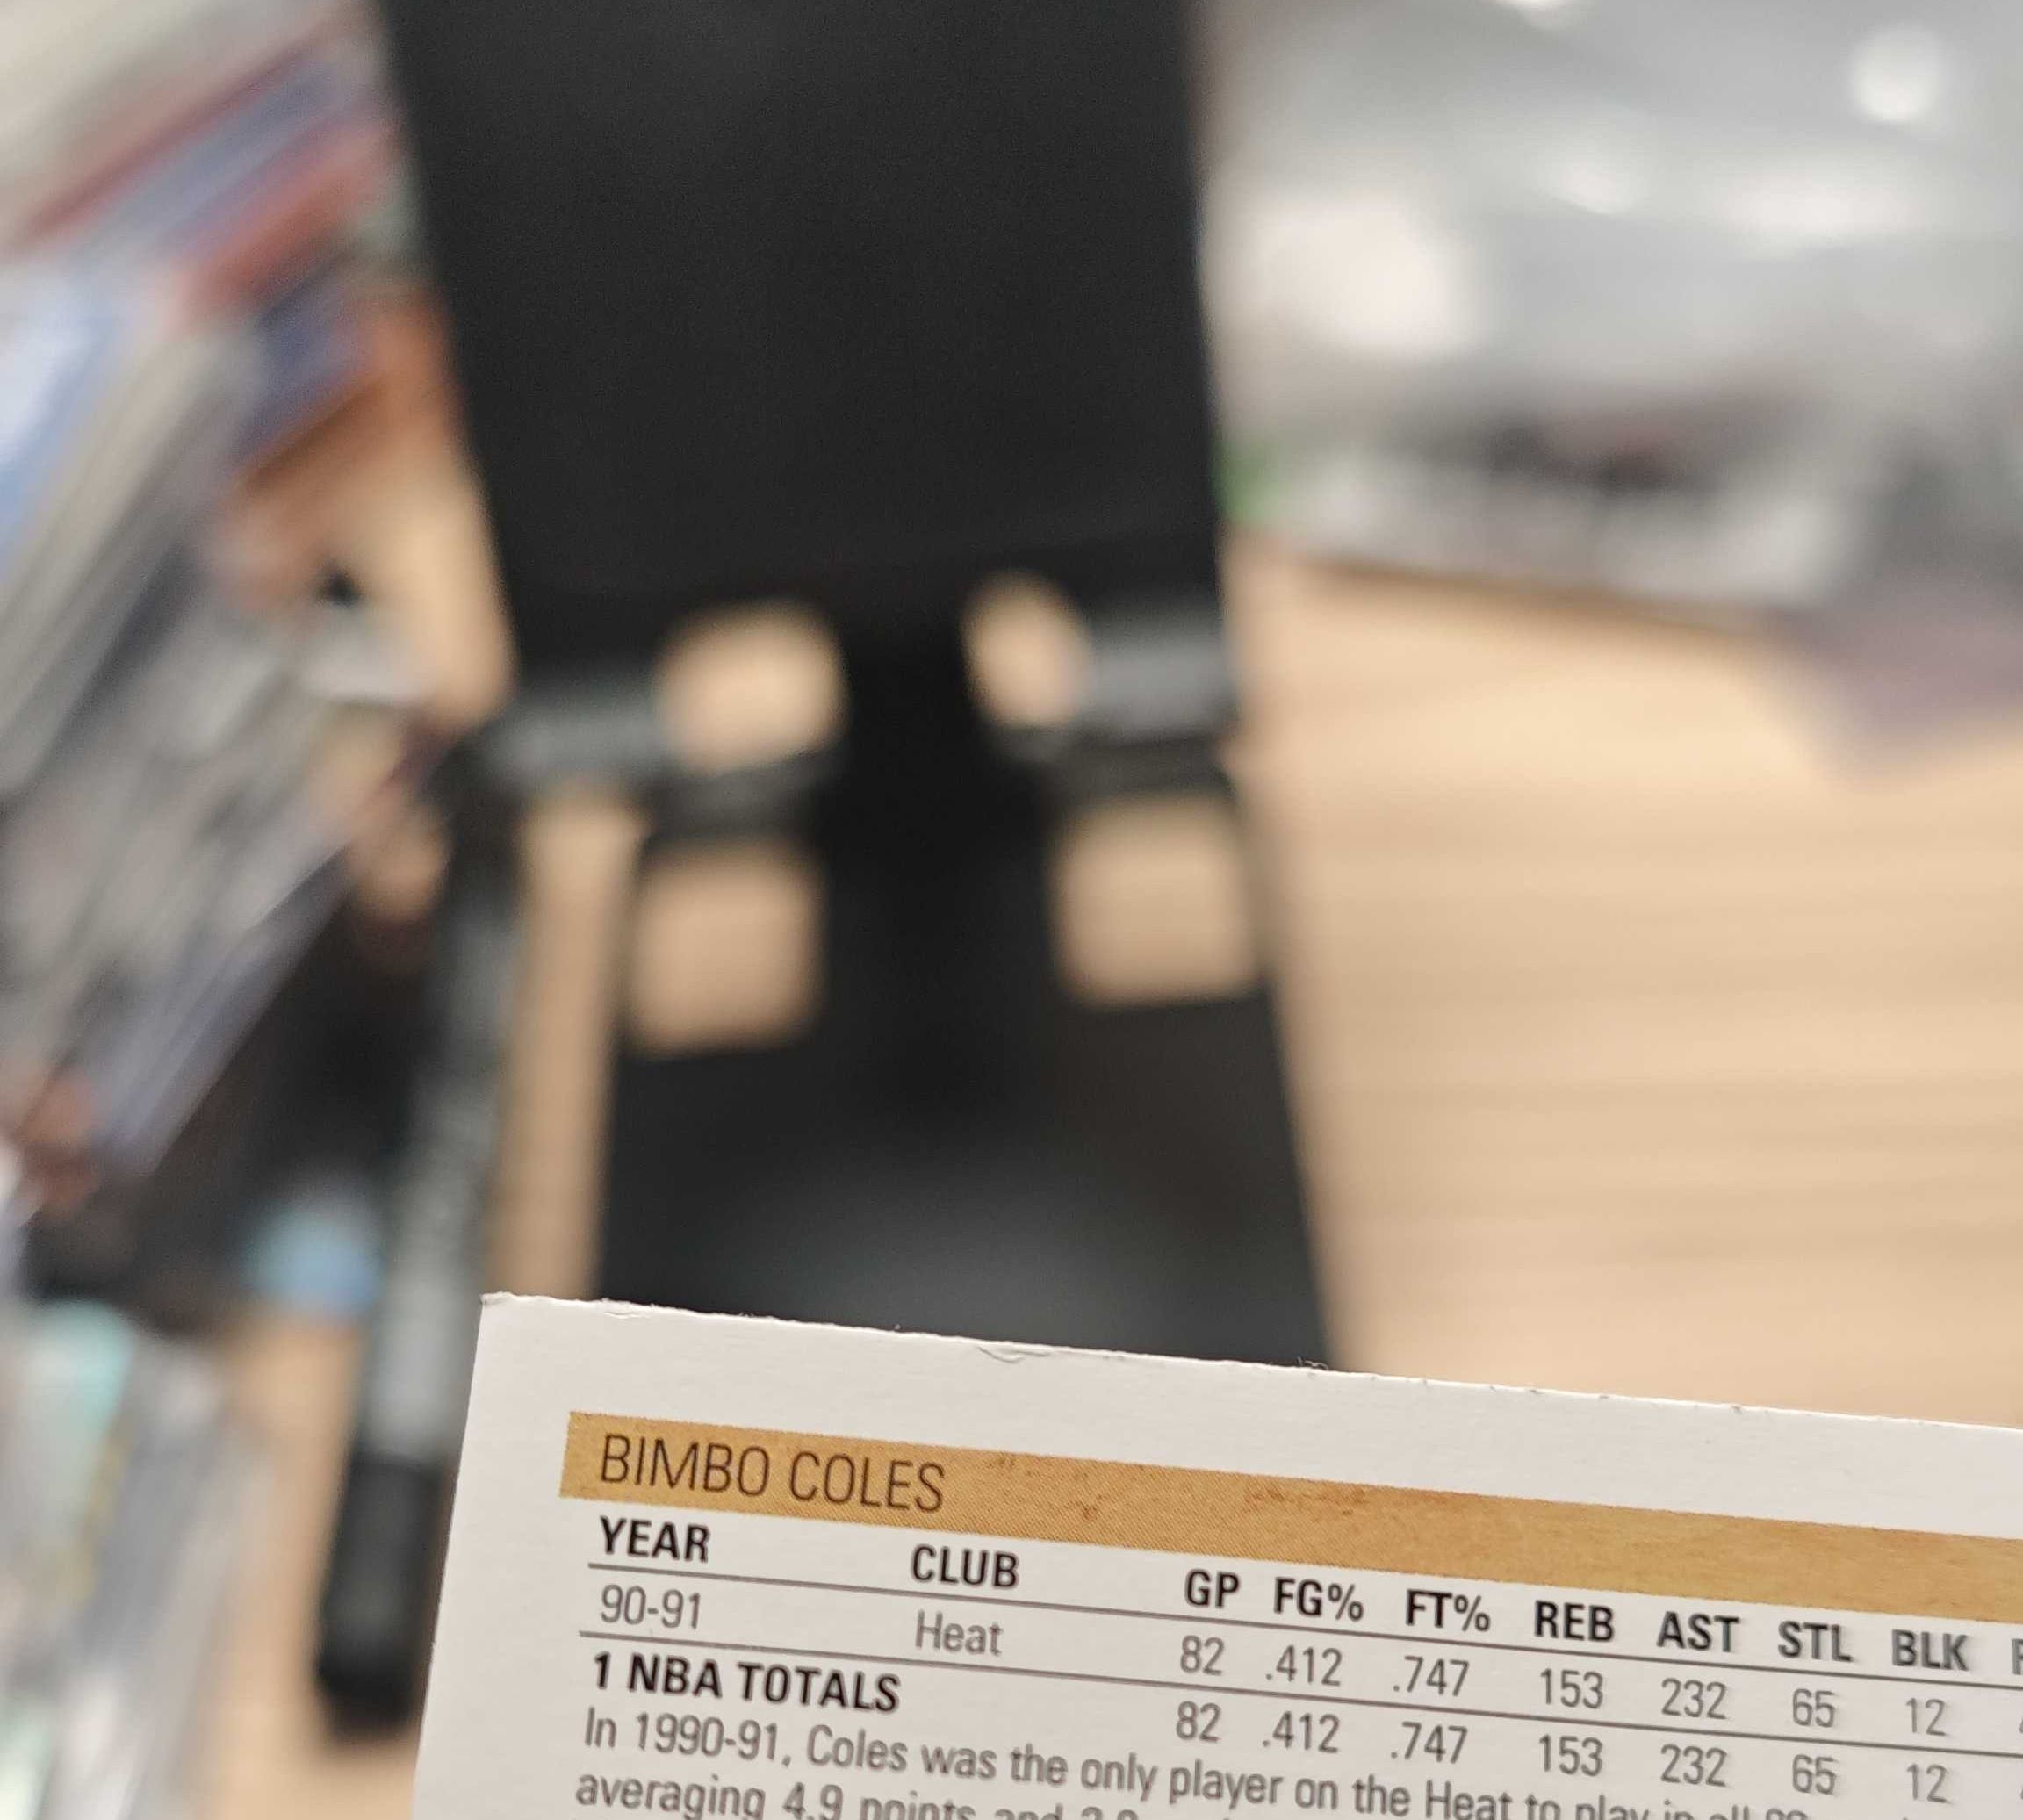 BIMBO COLES
YEAR CLUB GP FG% FT% REB AST STL BLK
90-91 Heat 82 .412 .747 153 232 65 12
1 NBA TOTALS 82 .412 .747 153 232 65 12
In 1990-91, Coles was the only player on the Heat to play in all
averaging 4.9 points and